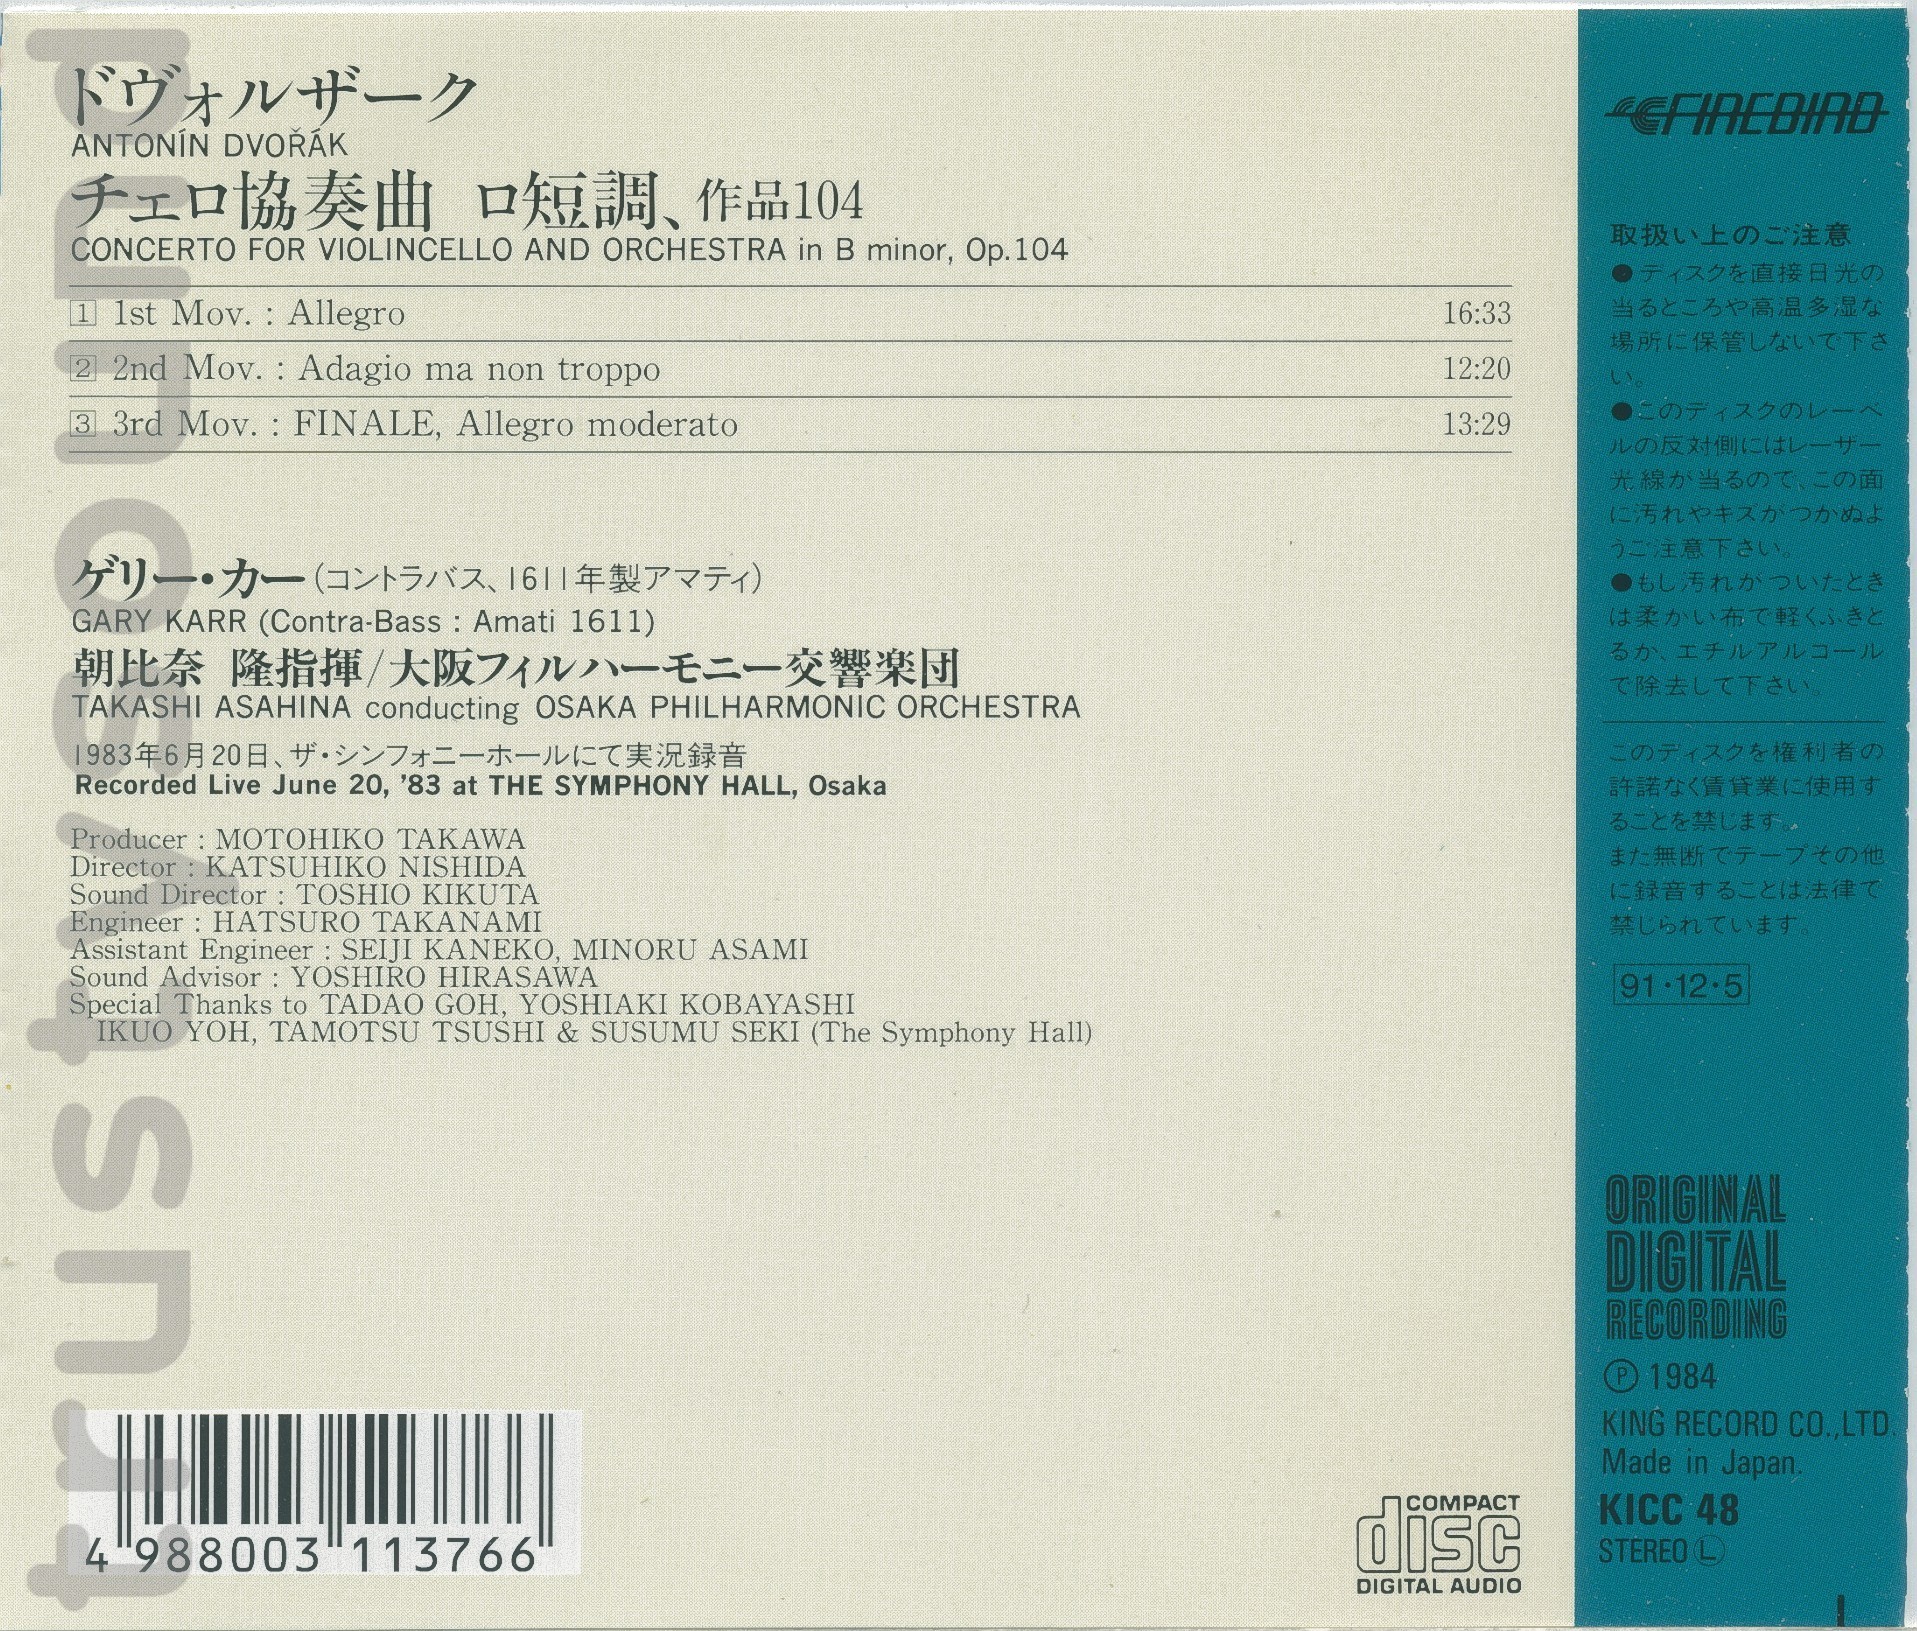 ドヴォルザーク
ANTONÍN DVOŘÁK
チェロ協奏曲 ロ短調、作品104
CONCERTO FOR VIOLINCELLO AND ORCHESTRA in B minor, Op.104
1 1st Mov. : Allegro 16:33
2 2nd Mov. : Adagio ma non troppo 12:20
3 3rd Mov. : FINALE, Allegro moderato 13:29
ゲリー・カー(コントラバス、1611年製アマティ)
GARY KARR (Contra-Bass : Amati 1611)
朝比奈 隆指揮/大阪フィルハーモニー交響楽団
TAKASHI ASAHINA conducting OSAKA PHILHARMONIC ORCHESTRA
1983年6月20日、ザ・シンフォニーホールにて実況録音
Recorded Live June 20, '83 at THE SYMPHONY HALL, Osaka
Producer : MOTOHIKO TAKAWA
Director : KATSUHIKO NISHIDA
Sound Director : TOSHIO KIKUTA
Engineer : HATSURO TAKANAMI
Assistant Engineer : SEIJI KANEKO, MINORU ASAMI
Sound Advisor : YOSHIRO HIRASAWA
Special Thanks to TADAO GOH, YOSHIAKI KOBAYASHI
IKUO YOH, TAMOTSU TSUSHI & SUSUMU SEKI (The Symphony Hall)
4 988003 113766
COMPACT
disc
DIGITAL AUDIO
trustysound
FIREBIRD
取扱い上のご注意
●ディスクを直接日光の
当るところや高温多湿な
場所に保管しないで下さ
い。
●このディスクのレーベ
ルの反対側にはレーザー
光線が当るので、この面
に汚れやキズがつかぬよ
うご注意下さい。
●もし汚れがついたとき
は柔かい布で軽くふきと
るか、エチルアルコール
で除去して下さい。
このディスクを権利者の
許諾なく賃貸業に使用す
ることを禁じます。
また無断でテープその他
に録音することは法律で
禁じられています。
91・12・5
ORIGINAL
DIGITAL
RECORDING
Ⓟ 1984
KING RECORD CO.,LTD.
Made in Japan.
KICC 48
STEREO Ⓛ